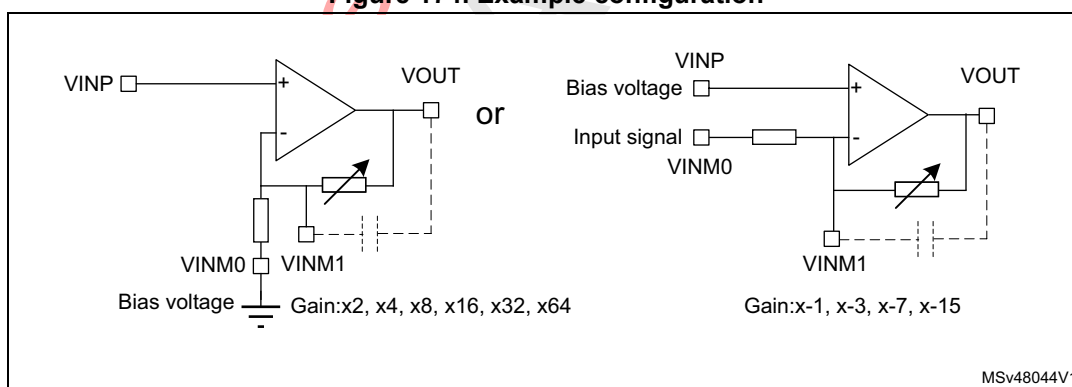 Figure 174. Example configuration
VINP
+
-
VOUT
VINM0
VINM1
Bias voltage
Gain:x2, x4, x8, x16, x32, x64
or
VINP
Bias voltage
Input signal
VINM0
+
-
VOUT
VINM1
Gain:x-1, x-3, x-7, x-15
MSv48044V1